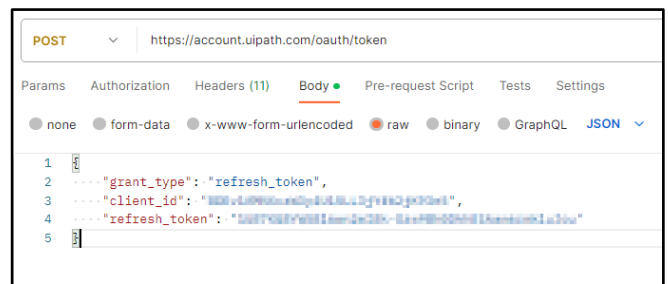 POST https://account.uipath.com/oauth/token
Params Authorization Headers (11) Body Pre-request Script Tests Settings
none form-data x-www-form-urlencoded raw binary GraphQL JSON
1 {
2 "grant_type": "refresh_token",
3 "client_id": "",
4 "refresh_token": ""
5 }